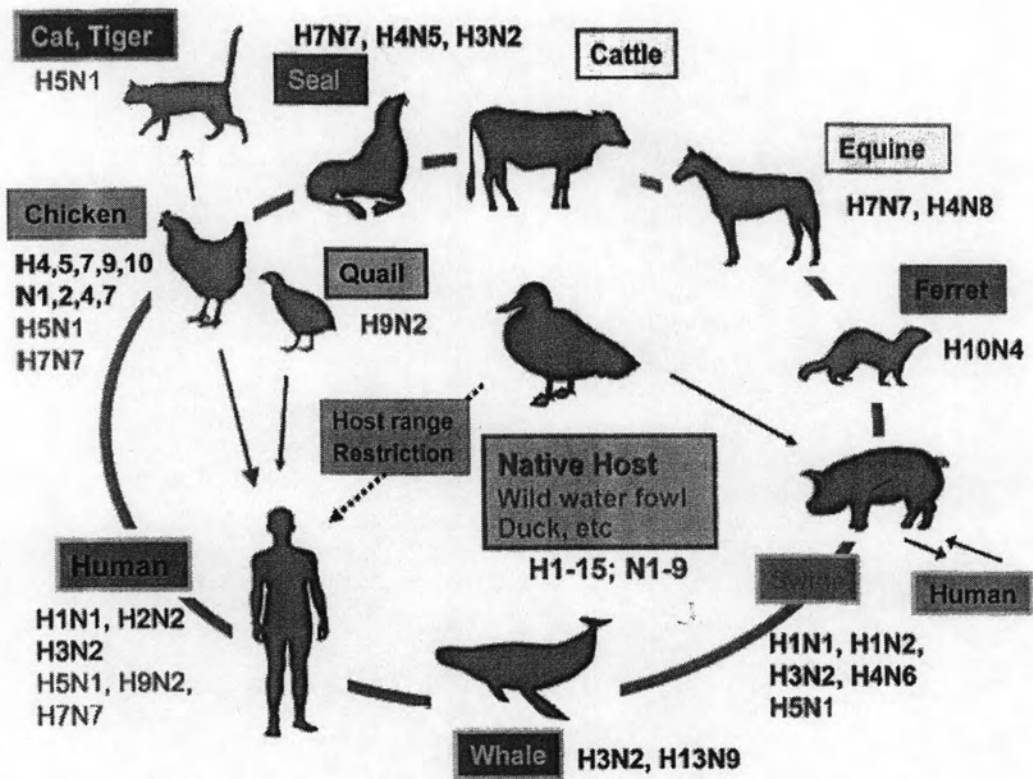 Cat, Tiger
H5N1
H7N7, H4N5, H3N2
Seal
Cattle
Equine
H7N7, H4N8
Chicken
H4,5,7,9,10
N1,2,4,7
H5N1
H7N7
Quail
H9N2
Ferret
H10N4
Host range
Restriction
Native Host
Wild water fowl
Duck, etc
H1-15; N1-9
Human
H1N1, H2N2
H3N2
H5N1, H9N2,
H7N7
Swine
Human
H1N1, H1N2,
H3N2, H4N6
H5N1
Whale
H3N2, H13N9